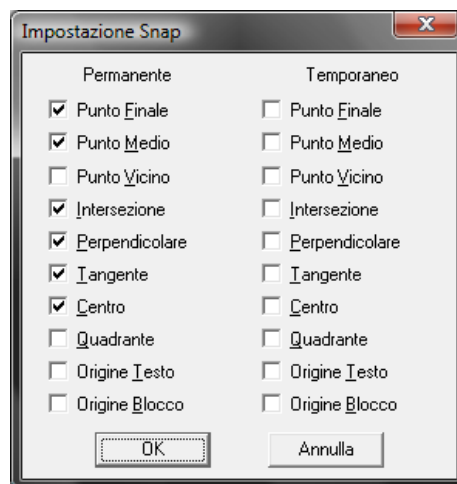 Impostazione Snap
Permanente Temporaneo
Punto Finale Punto Finale
Punto Medio Punto Medio
Punto Vicino Punto Vicino
Intersezione Intersezione
Perpendicolare Perpendicolare
Tangente Tangente
Centro Centro
Quadrante Quadrante
Origine Testo Origine Testo
Origine Blocco Origine Blocco
OK Annulla